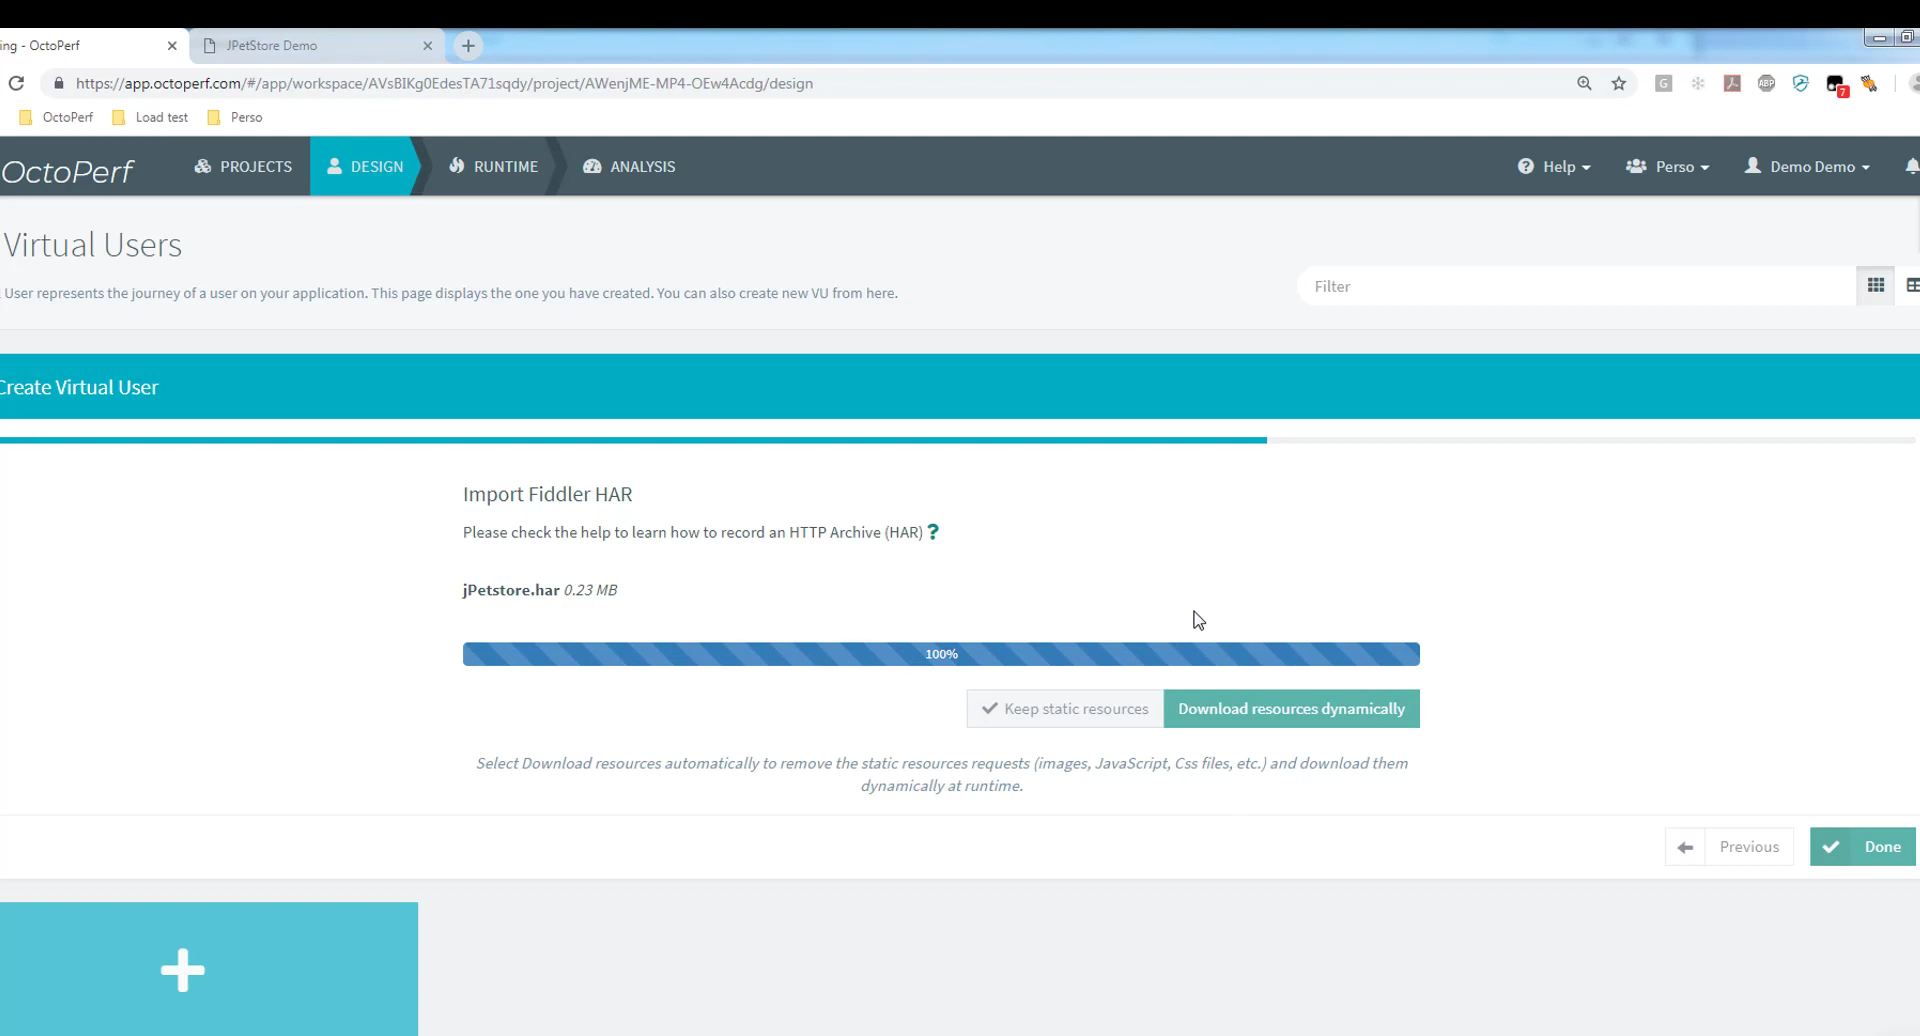 ing - OctoPerf
JPetStore Demo
https://app.octoperf.com/#/app/workspace/AVsBIKg0EdesTA71sqdy/project/AWenjME-MP4-OEw4Acdg/design
G
ABP
7
OctoPerf
Load test
Perso
OctoPerf
PROJECTS
DESIGN
RUNTIME
ANALYSIS
Help
Perso
Demo Demo
Virtual Users
User represents the journey of a user on your application. This page displays the one you have created. You can also create new VU from here.
Filter
Create Virtual User
Import Fiddler HAR
Please check the help to learn how to record an HTTP Archive (HAR) ?
jPetstore.har 0.23 MB
100%
Keep static resources
Download resources dynamically
Select Download resources automatically to remove the static resources requests (images, JavaScript, Css files, etc.) and download them
dynamically at runtime.
Previous
Done